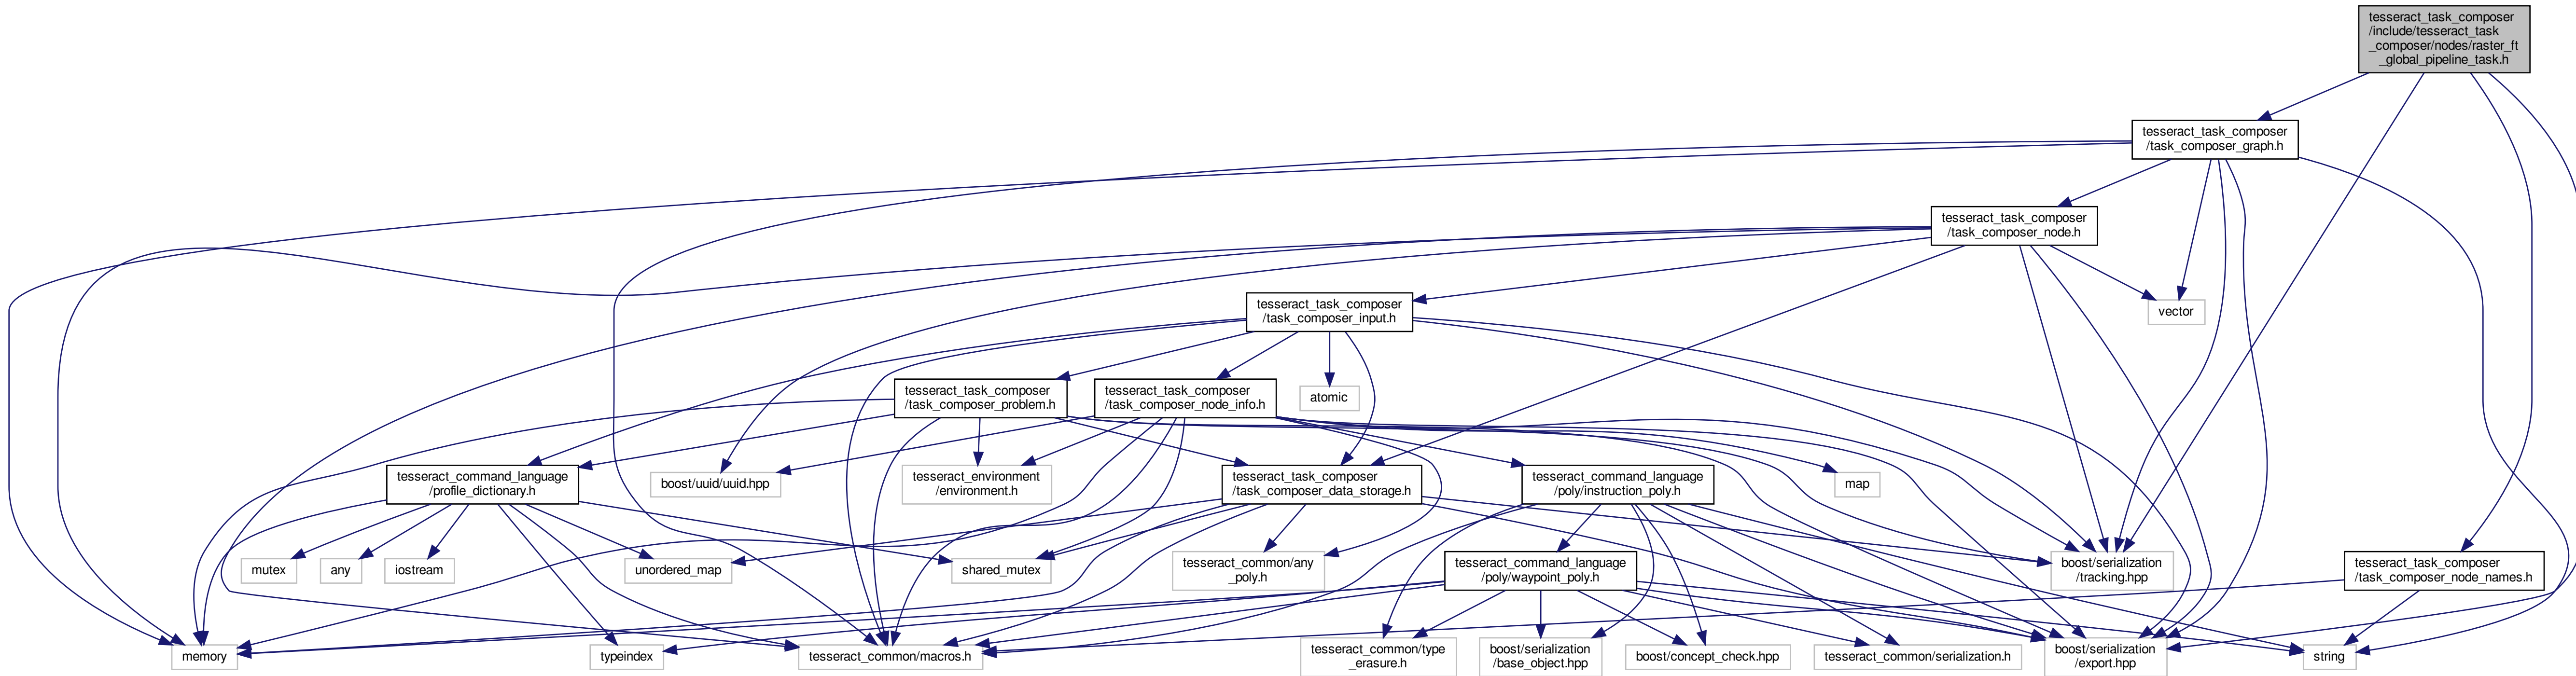 tesseract_task_composer
/include/tesseract_task
_composer/nodes/raster_ft
_global_pipeline_task.h
tesseract_task_composer
/task_composer_graph.h
tesseract_task_composer
/task_composer_node.h
tesseract_task_composer
/task_composer_input.h
vector
tesseract_task_composer
/task_composer_problem.h
tesseract_task_composer
/task_composer_node_info.h
atomic
tesseract_command_language
/profile_dictionary.h
boost/uuid/uuid.hpp
tesseract_environment
/environment.h
tesseract_task_composer
/task_composer_data_storage.h
tesseract_command_language
/poly/instruction_poly.h
map
mutex
any
iostream
unordered_map
shared_mutex
tesseract_common/any
_poly.h
tesseract_command_language
/poly/waypoint_poly.h
boost/serialization
/tracking.hpp
tesseract_task_composer
/task_composer_node_names.h
memory
typeindex
tesseract_common/macros.h
tesseract_common/type
_erasure.h
boost/serialization
/base_object.hpp
boost/concept_check.hpp
tesseract_common/serialization.h
boost/serialization
/export.hpp
string